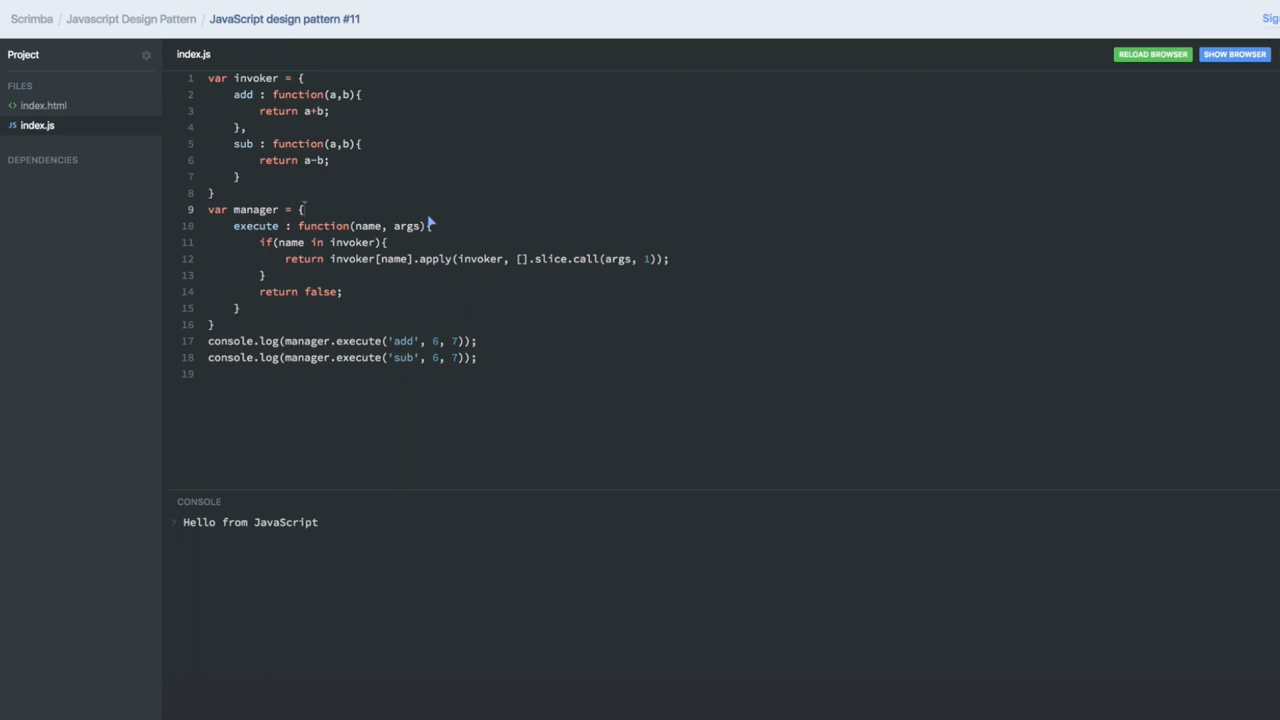 Scrimba / Javascript Design Pattern / JavaScript design pattern #11
Sig
Project
index.js
RELOAD BROWSER
SHOW BROWSER
FILES
<> index.html
JS index.js
DEPENDENCIES
1 var invoker = {
2     add : function(a,b){
3         return a+b;
4     },
5     sub : function(a,b){
6         return a-b;
7     }
8 }
9 var manager = {
10     execute : function(name, args){
11         if(name in invoker){
12             return invoker[name].apply(invoker, [].slice.call(args, 1));
13         }
14         return false;
15     }
16 }
17 console.log(manager.execute('add', 6, 7));
18 console.log(manager.execute('sub', 6, 7));
19
CONSOLE
› Hello from JavaScript